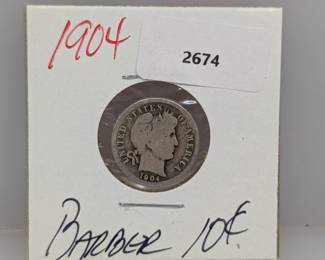 1904
2674
UNITED STATES OF AMERICA
1904
BARBER 10¢